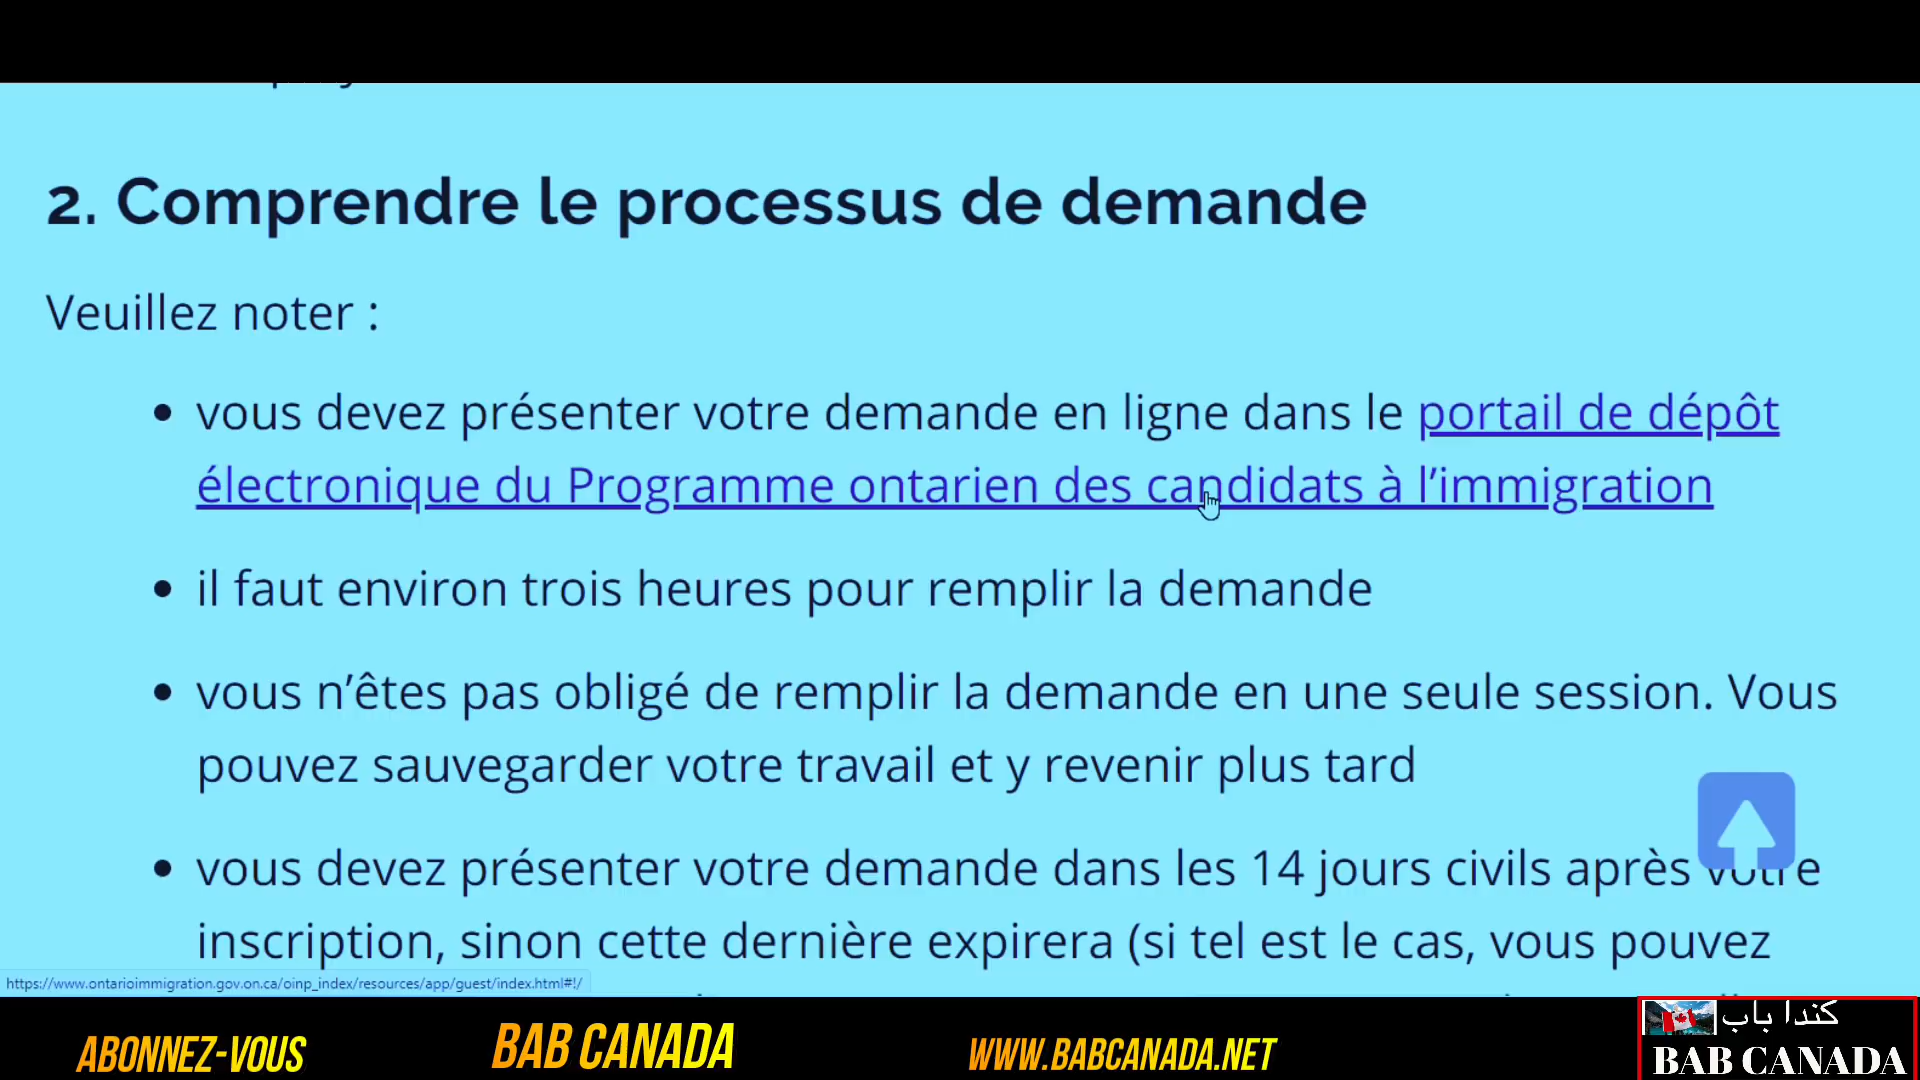 2. Comprendre le processus de demande
Veuillez noter :
• vous devez présenter votre demande en ligne dans le portail de dépôt
électronique du Programme ontarien des candidats à l’immigration
• il faut environ trois heures pour remplir la demande
• vous n’êtes pas obligé de remplir la demande en une seule session. Vous
pouvez sauvegarder votre travail et y revenir plus tard
• vous devez présenter votre demande dans les 14 jours civils après votre
inscription, sinon cette dernière expirera (si tel est le cas, vous pouvez
https://www.ontarioimmigration.gov.on.ca/oinp_index/resources/app/guest/index.html#!/
ABONNEZ-VOUS
BAB CANADA
WWW.BABCANADA.NET
كندا باب
BAB CANADA